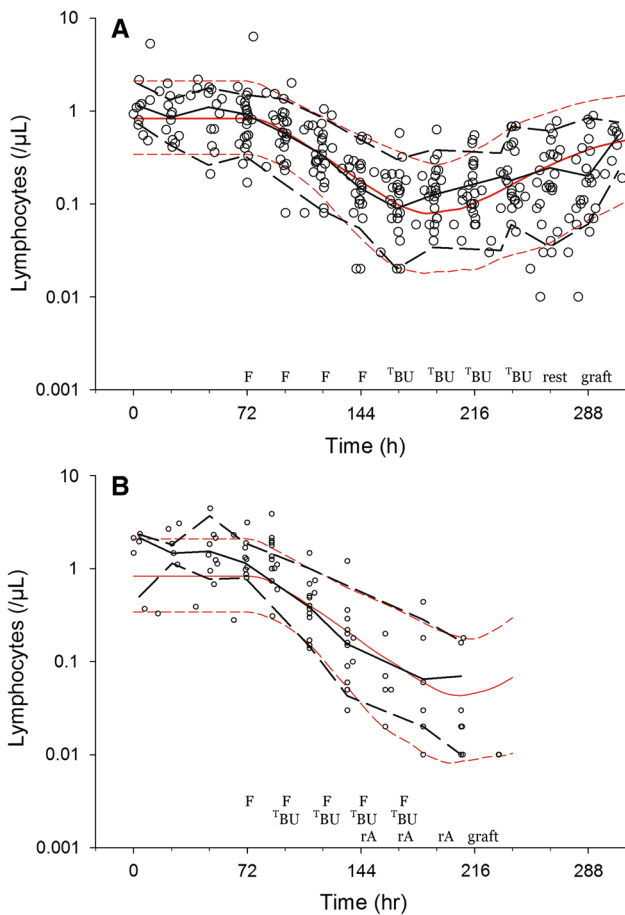 A
10
1
0.1
0.01
0.001
Lymphocytes (/µL)
F F F F ᵀBU ᵀBU ᵀBU ᵀBU rest graft
0 72 144 216 288
Time (h)
B
10
1
0.1
0.01
0.001
Lymphocytes (/µL)
F F F F F
ᵀBU ᵀBU ᵀBU ᵀBU
rA rA rA graft
0 72 144 216 288
Time (hr)